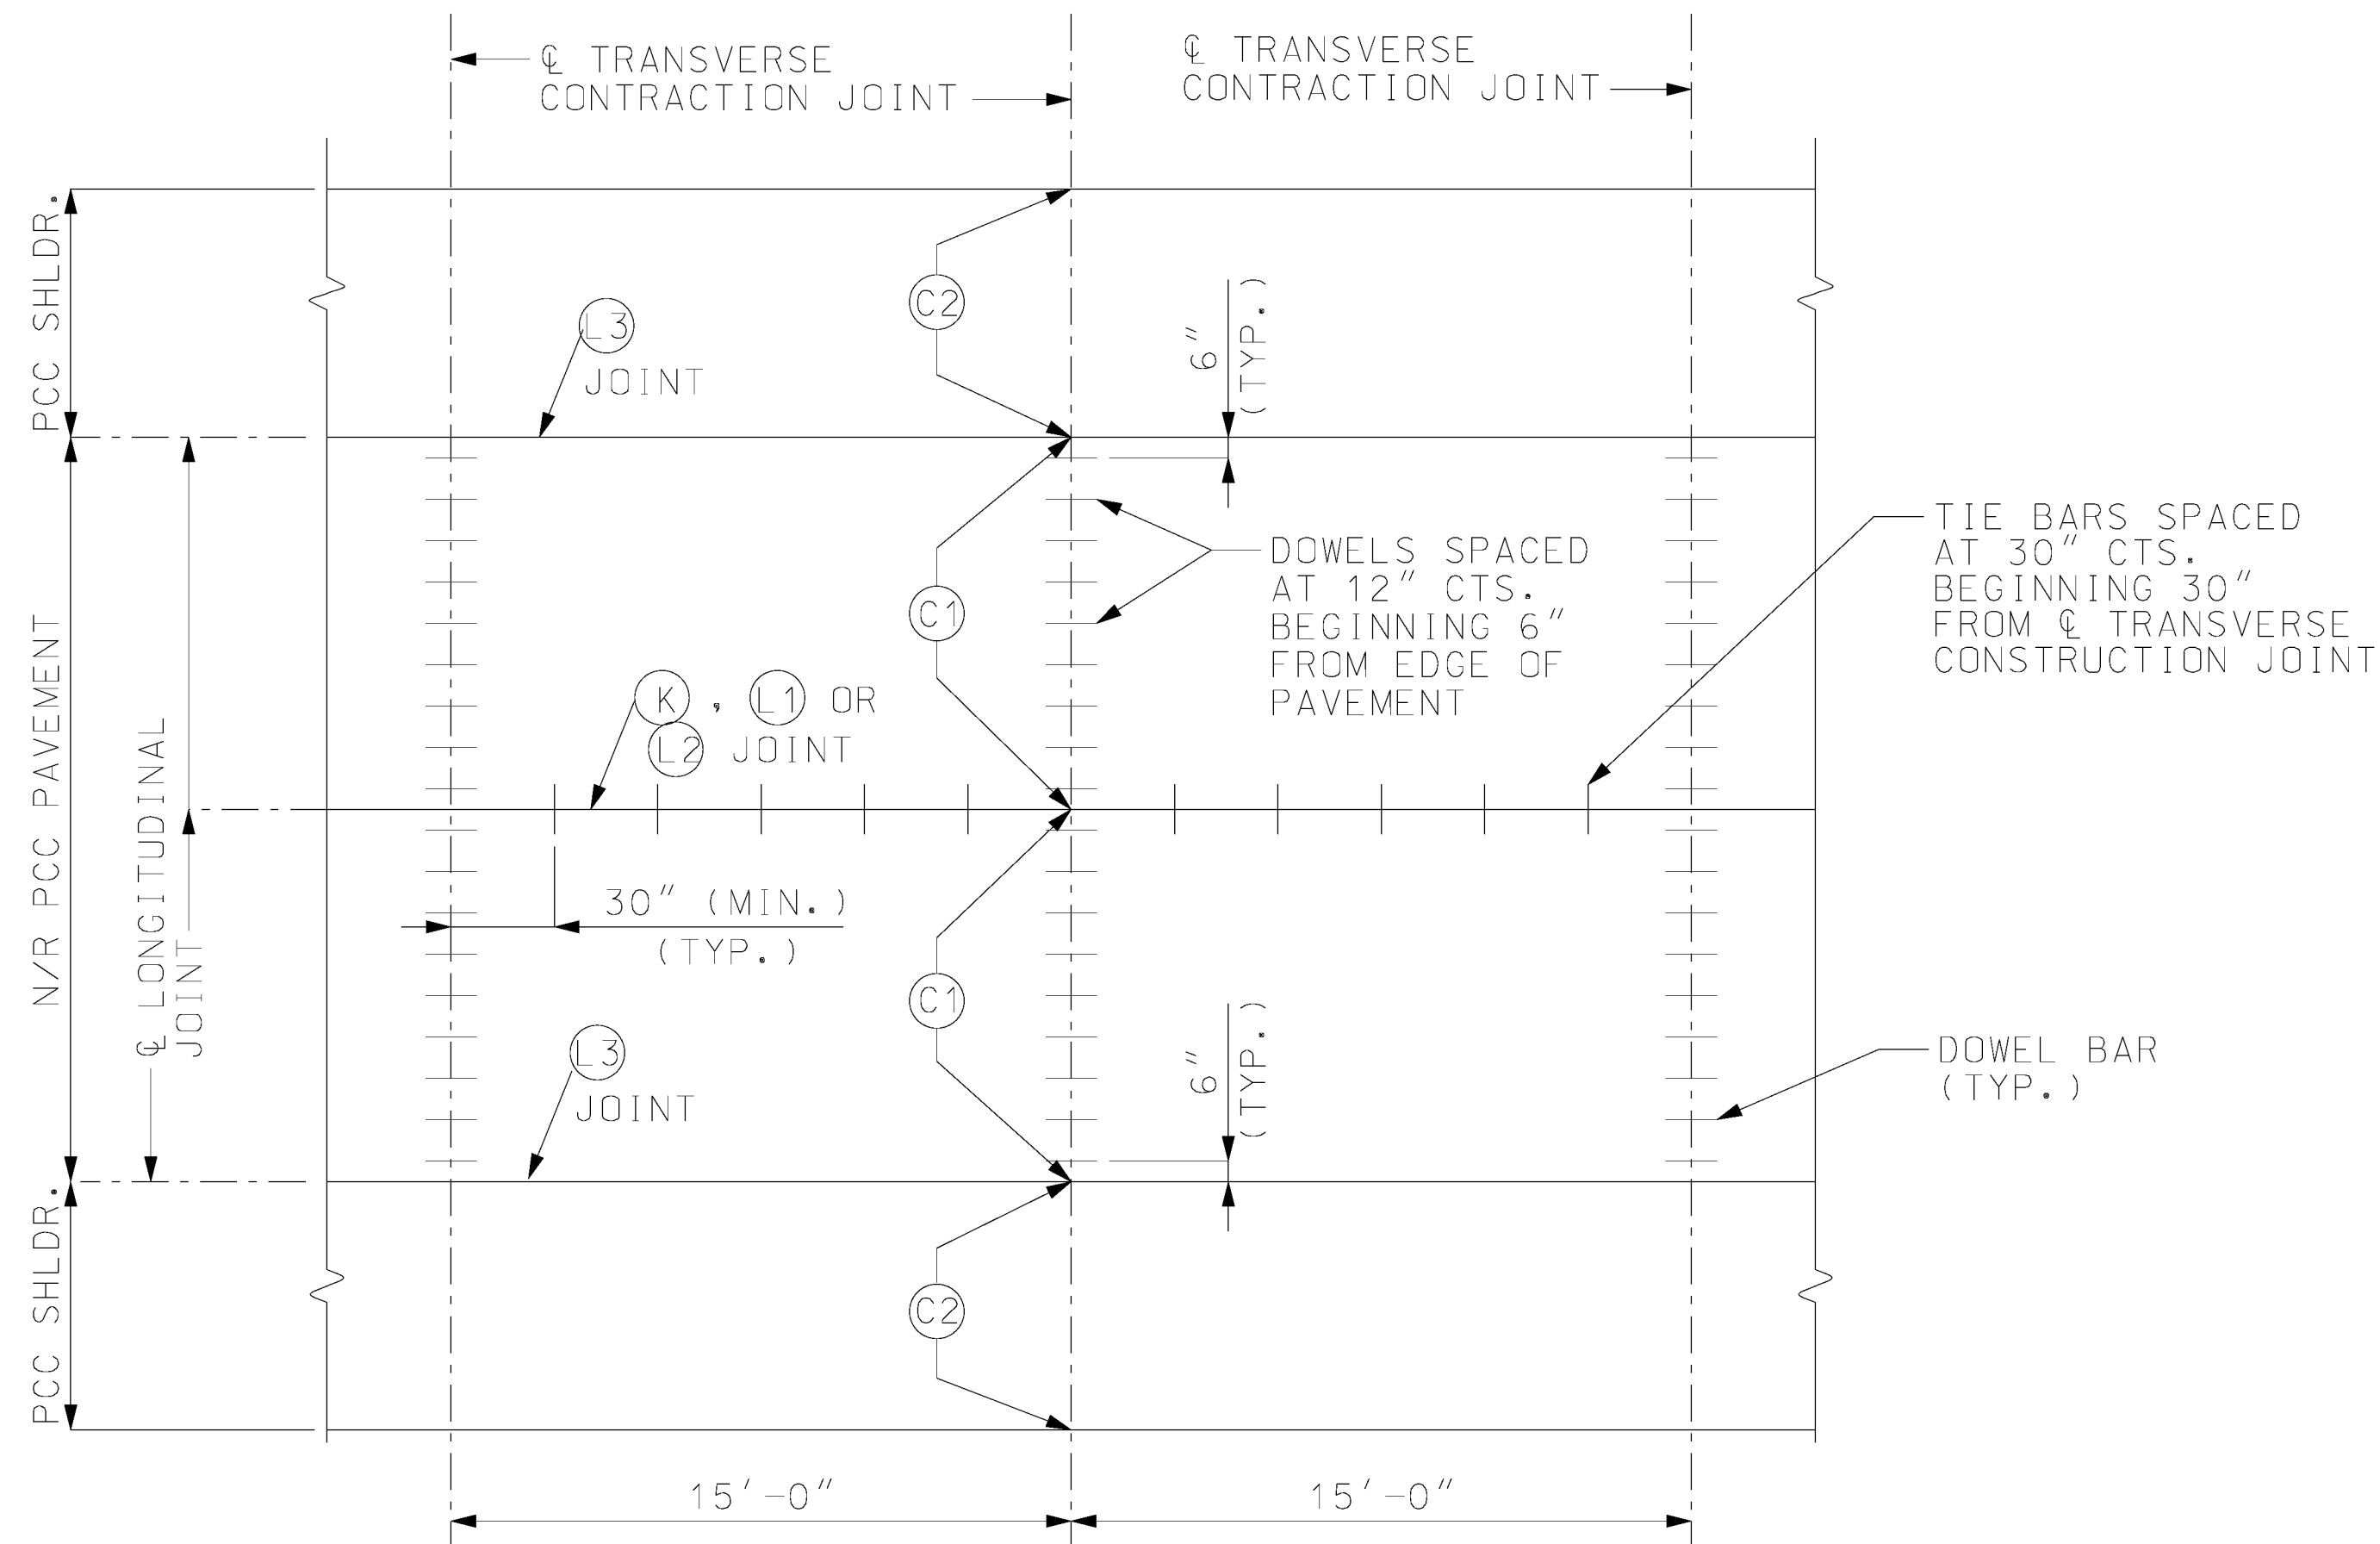 ℄ TRANSVERSE
CONTRACTION JOINT
℄ TRANSVERSE
CONTRACTION JOINT
PCC SHLDR.
C2
L3
JOINT
6" 
(TYP.)
TIE BARS SPACED
AT 30" CTS.
BEGINNING 30"
FROM ℄ TRANSVERSE
CONSTRUCTION JOINT
DOWELS SPACED
AT 12" CTS.
BEGINNING 6"
FROM EDGE OF
PAVEMENT
C1
N/R PCC PAVEMENT
℄ LONGITUDINAL
JOINT
K , L1 OR
L2 JOINT
30" (MIN.)
(TYP.)
C1
L3
JOINT
6"
(TYP.)
DOWEL BAR
(TYP.)
PCC SHLDR.
C2
15'-0"
15'-0"